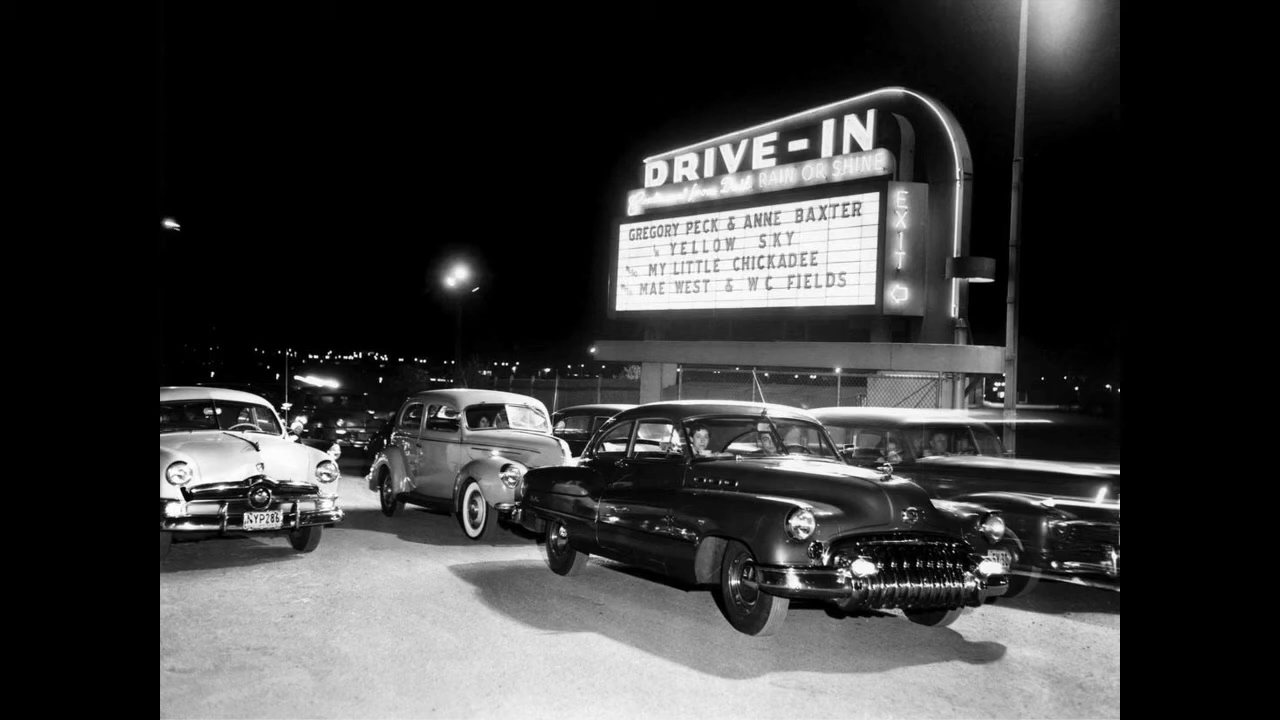 DRIVE-IN
RAIN OR SHINE
GREGORY PECK & ANNE BAXTER
YELLOW SKY
MY LITTLE CHICKADEE
MAE WEST & W C FIELDS
EXIT
NYP286